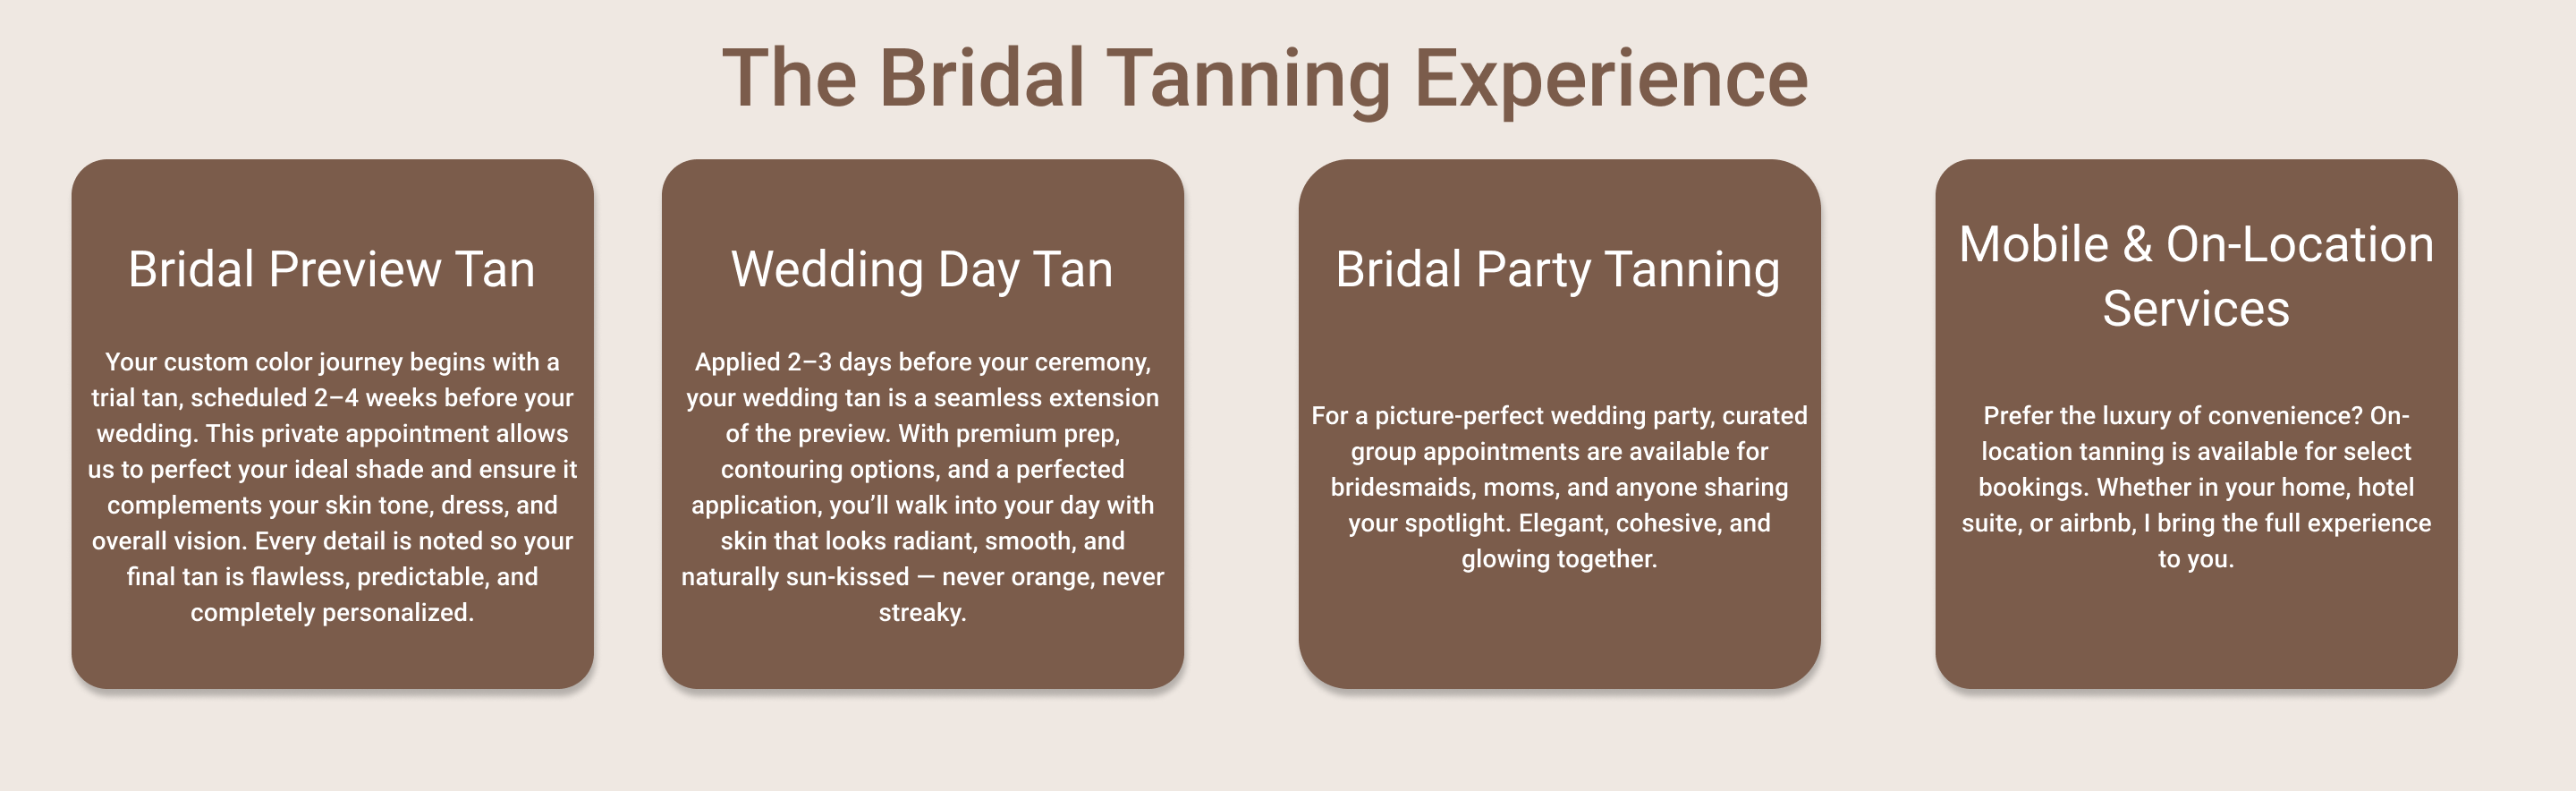 The Bridal Tanning Experience
Bridal Preview Tan
Your custom color journey begins with a
trial tan, scheduled 2–4 weeks before your
wedding. This private appointment allows
us to perfect your ideal shade and ensure it
complements your skin tone, dress, and
overall vision. Every detail is noted so your
final tan is flawless, predictable, and
completely personalized.
Wedding Day Tan
Applied 2–3 days before your ceremony,
your wedding tan is a seamless extension
of the preview. With premium prep,
contouring options, and a perfected
application, you’ll walk into your day with
skin that looks radiant, smooth, and
naturally sun-kissed — never orange, never
streaky.
Bridal Party Tanning
For a picture-perfect wedding party, curated
group appointments are available for
bridesmaids, moms, and anyone sharing
your spotlight. Elegant, cohesive, and
glowing together.
Mobile & On-Location
Services
Prefer the luxury of convenience? On-
location tanning is available for select
bookings. Whether in your home, hotel
suite, or airbnb, I bring the full experience
to you.